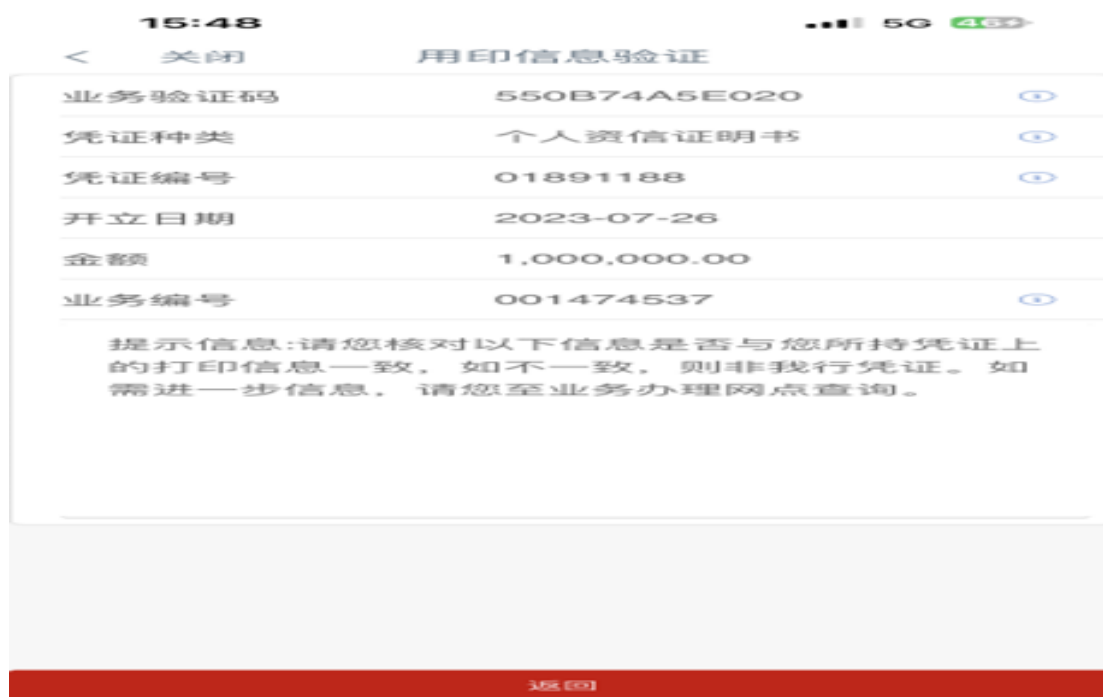 15:48 5G 46
< 关闭 用印信息验证
业务验证码 550B74A5E020
凭证种类 个人资信证明书
凭证编号 01891188
开立日期 2023-07-26
金额 1,000,000.00
业务编号 001474537
提示信息:请您核对以下信息是否与您所持凭证上
的打印信息一致，如不一致，则非我行凭证。如
需进一步信息，请您至业务办理网点查询。
返回